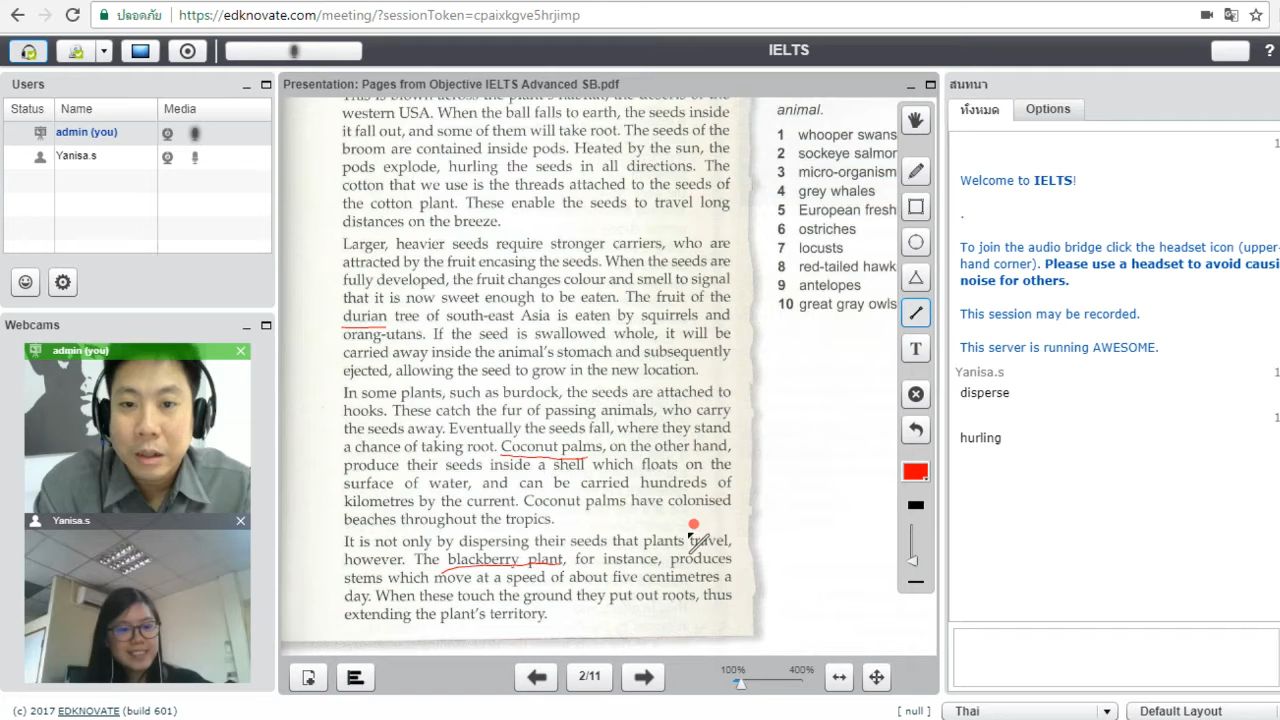 ปลอดภัย
https://edknovate.com/meeting/?sessionToken=cpaixkgve5hrjimp
IELTS
?
Users
Status Name Media
admin (you)
Yanisa.s
Webcams
admin (you)
Yanisa.s
Presentation: Pages from Objective IELTS Advanced SB.pdf
This is blown across the plant's habitat, the deserts of the
western USA. When the ball falls to earth, the seeds inside
it fall out, and some of them will take root. The seeds of the
broom are contained inside pods. Heated by the sun, the
pods explode, hurling the seeds in all directions. The
cotton that we use is the threads attached to the seeds of
the cotton plant. These enable the seeds to travel long
distances on the breeze.
Larger, heavier seeds require stronger carriers, who are
attracted by the fruit encasing the seeds. When the seeds are
fully developed, the fruit changes colour and smell to signal
that it is now sweet enough to be eaten. The fruit of the
durian tree of south-east Asia is eaten by squirrels and
orang-utans. If the seed is swallowed whole, it will be
carried away inside the animal's stomach and subsequently
ejected, allowing the seed to grow in the new location.
In some plants, such as burdock, the seeds are attached to
hooks. These catch the fur of passing animals, who carry
the seeds away. Eventually the seeds fall, where they stand
a chance of taking root. Coconut palms, on the other hand,
produce their seeds inside a shell which floats on the
surface of water, and can be carried hundreds of
kilometres by the current. Coconut palms have colonised
beaches throughout the tropics.
It is not only by dispersing their seeds that plants travel,
however. The blackberry plant, for instance, produces
stems which move at a speed of about five centimetres a
day. When these touch the ground they put out roots, thus
extending the plant's territory.
animal.
1 whooper swans
2 sockeye salmor
3 micro-organism
4 grey whales
5 European fresh
6 ostriches
7 locusts
8 red-tailed hawk
9 antelopes
10 great gray owls
T
2/11
100% 400%
สนทนา
ทั้งหมด Options
1
Welcome to IELTS!
.
To join the audio bridge click the headset icon (upper-
hand corner). Please use a headset to avoid causi
noise for others.
This session may be recorded.
This server is running AWESOME.
Yanisa.s 1
disperse
1
hurling
(c) 2017 EDKNOVATE (build 601)
[ null ]
Thai
Default Layout